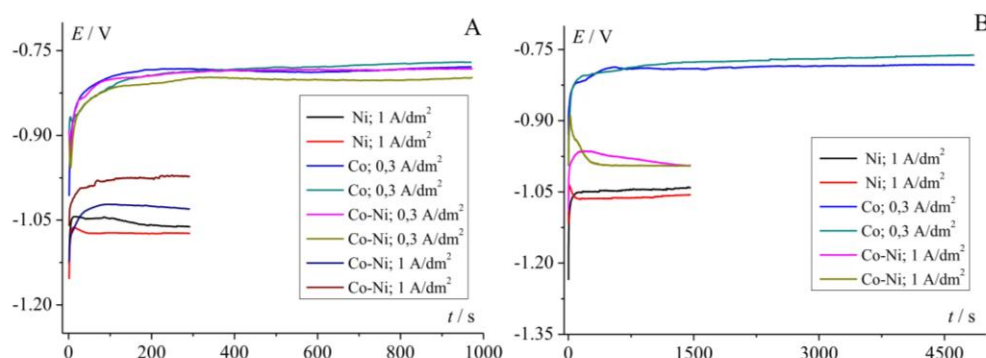 A
E / V
-0.75
-0.90
-1.05
-1.20
Ni; 1 A/dm²
Ni; 1 A/dm²
Co; 0,3 A/dm²
Co; 0,3 A/dm²
Co-Ni; 0,3 A/dm²
Co-Ni; 0,3 A/dm²
Co-Ni; 1 A/dm²
Co-Ni; 1 A/dm²
t / s
0 200 400 600 800 1000
B
E / V
-0.75
-0.90
-1.05
-1.20
-1.35
Ni; 1 A/dm²
Ni; 1 A/dm²
Co; 0,3 A/dm²
Co; 0,3 A/dm²
Co-Ni; 1 A/dm²
Co-Ni; 1 A/dm²
t / s
0 1500 3000 4500